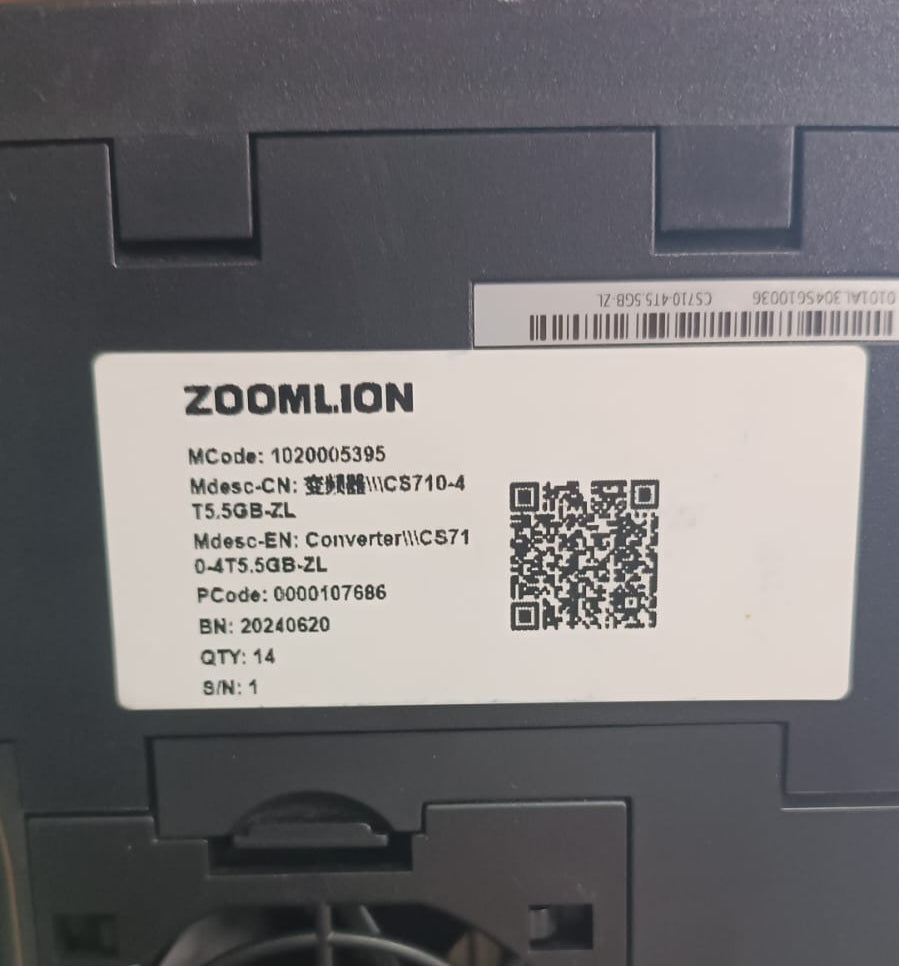 0101AL304S610036 CS710-4T5.5GB-ZL
ZOOMLION
MCode: 1020005395
Mdesc-CN: 变频器\\\CS710-4
T5.5GB-ZL
Mdesc-EN: Converter\\\CS71
0-4T5.5GB-ZL
PCode: 0000107686
BN: 20240620
QTY: 14
S/N: 1